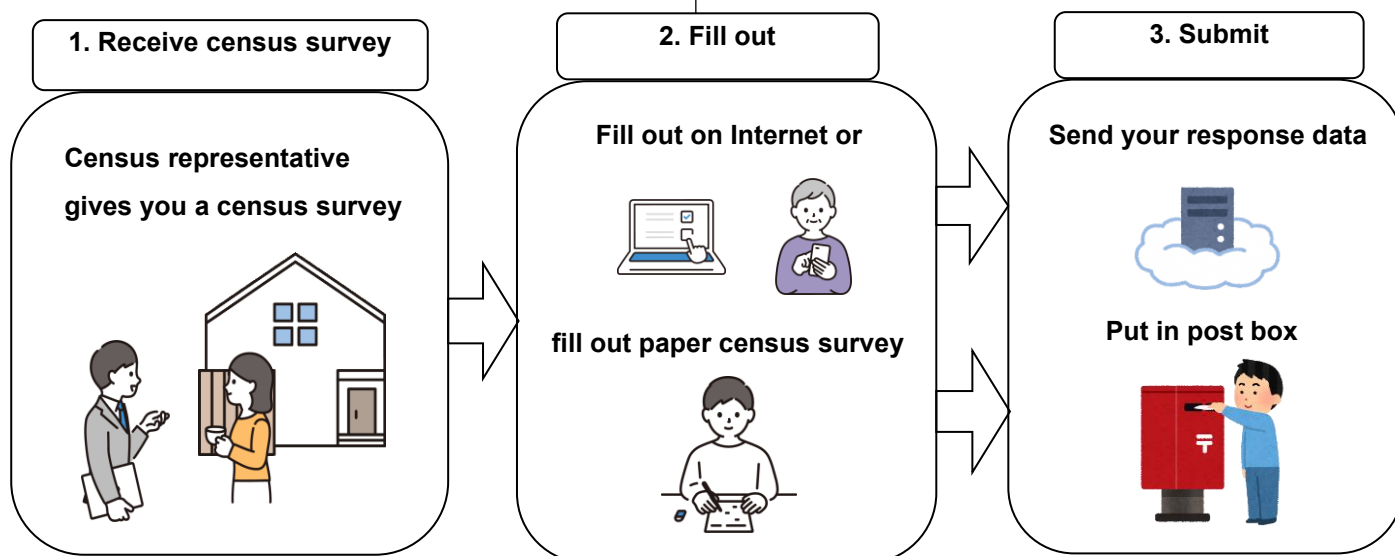 1. Receive census survey
Census representative
gives you a census survey
2. Fill out
Fill out on Internet or
fill out paper census survey
3. Submit
Send your response data
Put in post box
〒